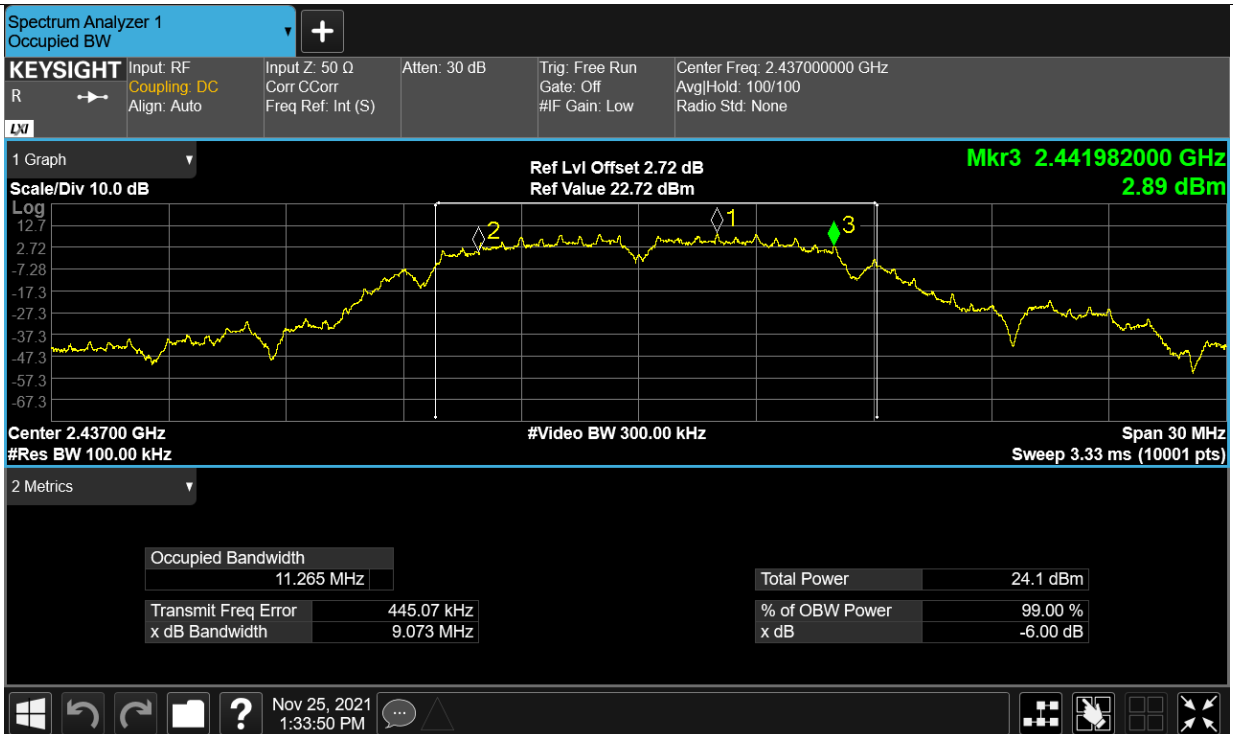 Spectrum Analyzer 1
Occupied BW
▼
+
KEYSIGHT
R
LXI
Input: RF
Coupling: DC
Align: Auto
Input Z: 50 Ω
Corr CCorr
Freq Ref: Int (S)
Atten: 30 dB
Trig: Free Run
Gate: Off
#IF Gain: Low
Center Freq: 2.437000000 GHz
Avg|Hold: 100/100
Radio Std: None
1 Graph ▼
Scale/Div 10.0 dB
Ref Lvl Offset 2.72 dB
Ref Value 22.72 dBm
Mkr3 2.441982000 GHz
2.89 dBm
Log
12.7
2.72
-7.28
-17.3
-27.3
-37.3
-47.3
-57.3
-67.3
2
1
3
Center 2.43700 GHz
#Res BW 100.00 kHz
#Video BW 300.00 kHz
Span 30 MHz
Sweep 3.33 ms (10001 pts)
2 Metrics ▼
Occupied Bandwidth
11.265 MHz
Total Power 24.1 dBm
Transmit Freq Error 445.07 kHz
% of OBW Power 99.00 %
x dB Bandwidth 9.073 MHz
x dB -6.00 dB
?
Nov 25, 2021
1:33:50 PM